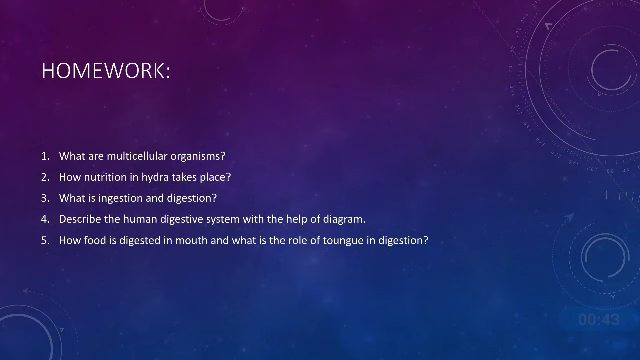 HOMEWORK:
1. What are multicellular organisms?
2. How nutrition in hydra takes place?
3. What is ingestion and digestion?
4. Describe the human digestive system with the help of diagram.
5. How food is digested in mouth and what is the role of toungue in digestion?
00:43